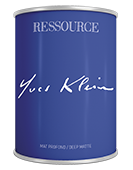 RESSOURCE
Yves Klein
MAT PROFOND / DEEP MATTE